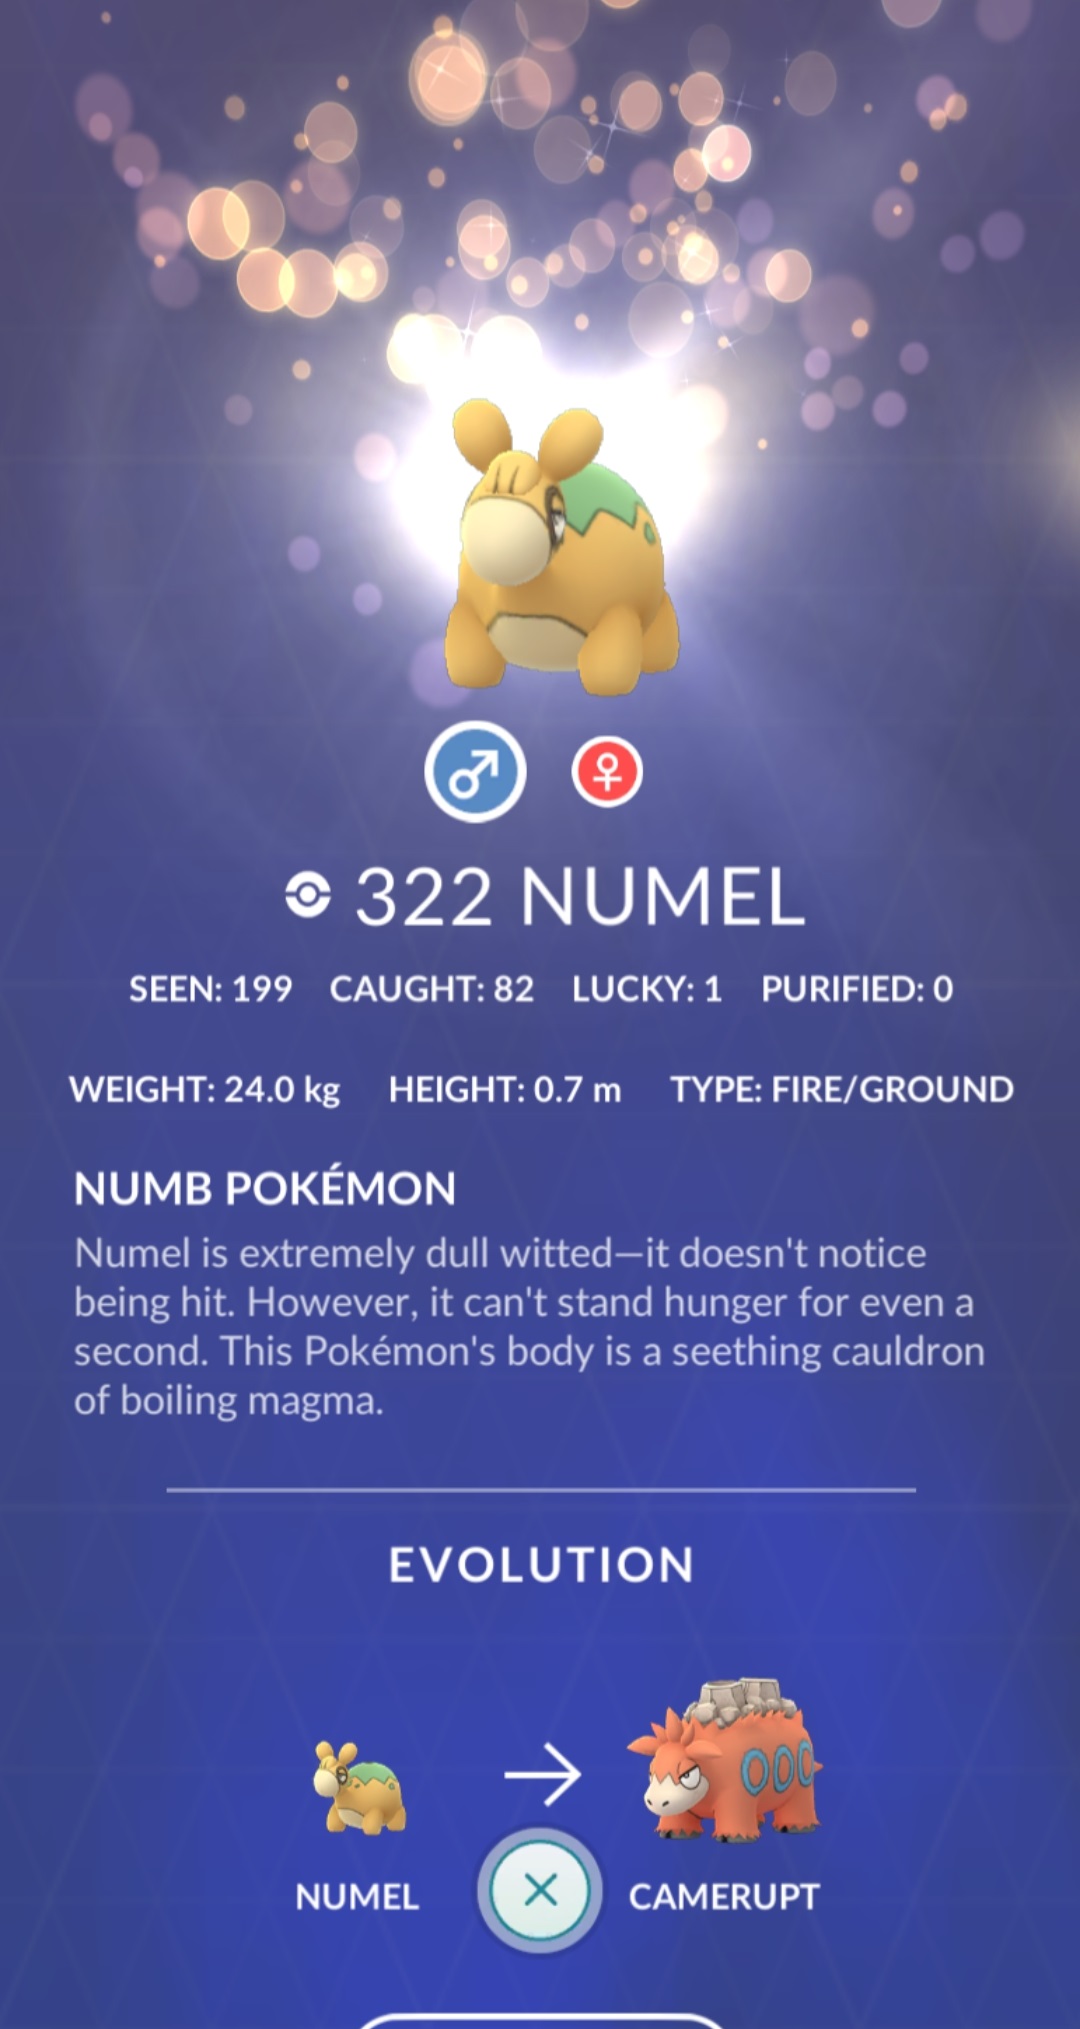 322 NUMEL
SEEN: 199 CAUGHT: 82 LUCKY: 1 PURIFIED: 0
WEIGHT: 24.0 kg HEIGHT: 0.7 m TYPE: FIRE/GROUND
NUMB POKÉMON
Numel is extremely dull witted—it doesn't notice
being hit. However, it can't stand hunger for even a
second. This Pokémon's body is a seething cauldron
of boiling magma.
EVOLUTION
NUMEL CAMERUPT